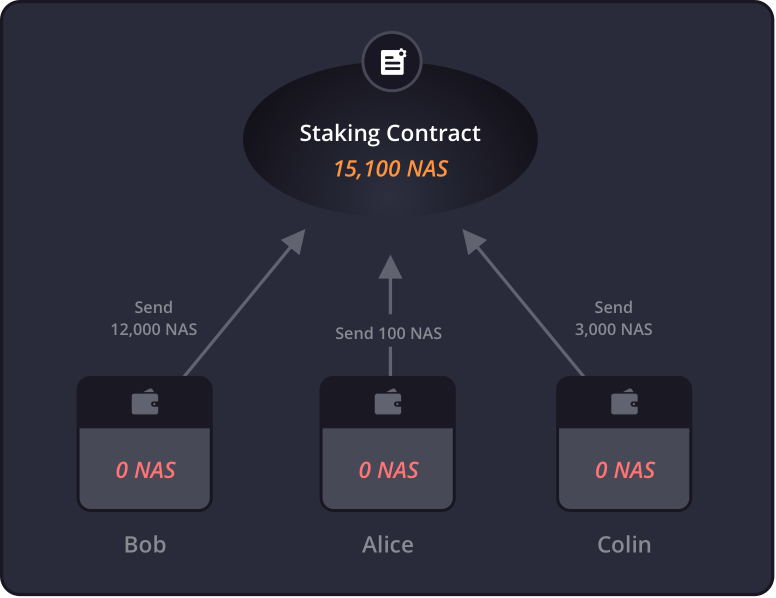 Staking Contract
15,100 NAS
Send
12,000 NAS
Send 100 NAS
Send
3,000 NAS
0 NAS
0 NAS
0 NAS
Bob
Alice
Colin